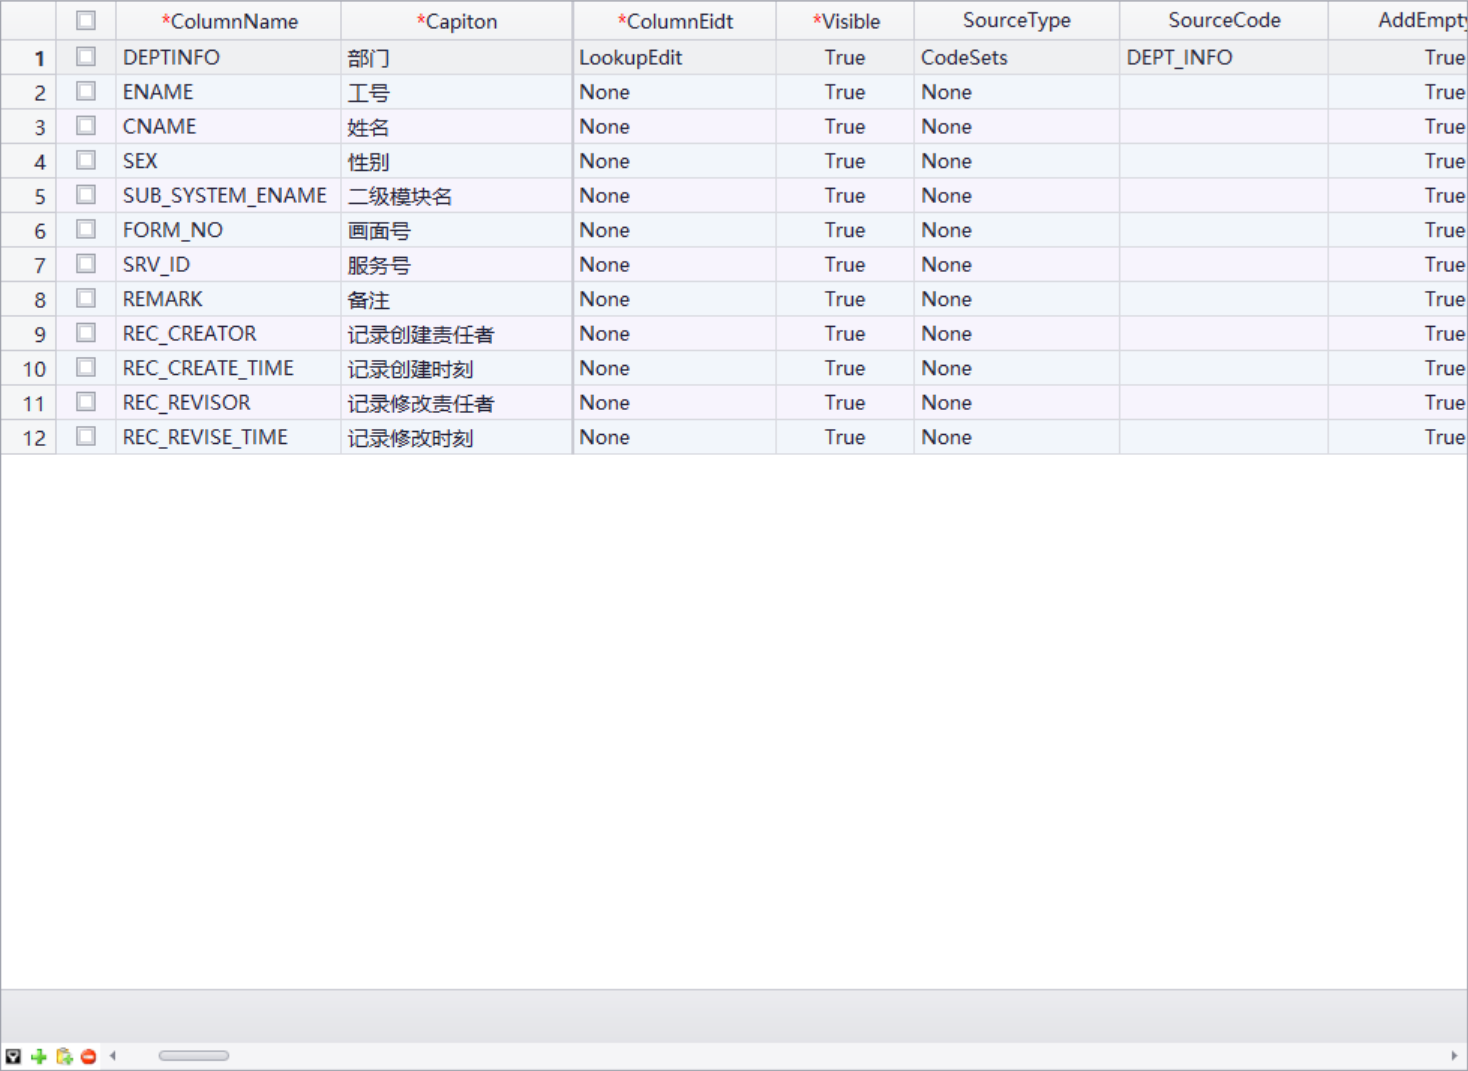 *ColumnName *Capiton *ColumnEidt *Visible SourceType SourceCode AddEmpty
1 DEPTINFO 部门 LookupEdit True CodeSets DEPT_INFO True
2 ENAME 工号 None True None True
3 CNAME 姓名 None True None True
4 SEX 性别 None True None True
5 SUB_SYSTEM_ENAME 二级模块名 None True None True
6 FORM_NO 画面号 None True None True
7 SRV_ID 服务号 None True None True
8 REMARK 备注 None True None True
9 REC_CREATOR 记录创建责任者 None True None True
10 REC_CREATE_TIME 记录创建时刻 None True None True
11 REC_REVISOR 记录修改责任者 None True None True
12 REC_REVISE_TIME 记录修改时刻 None True None True